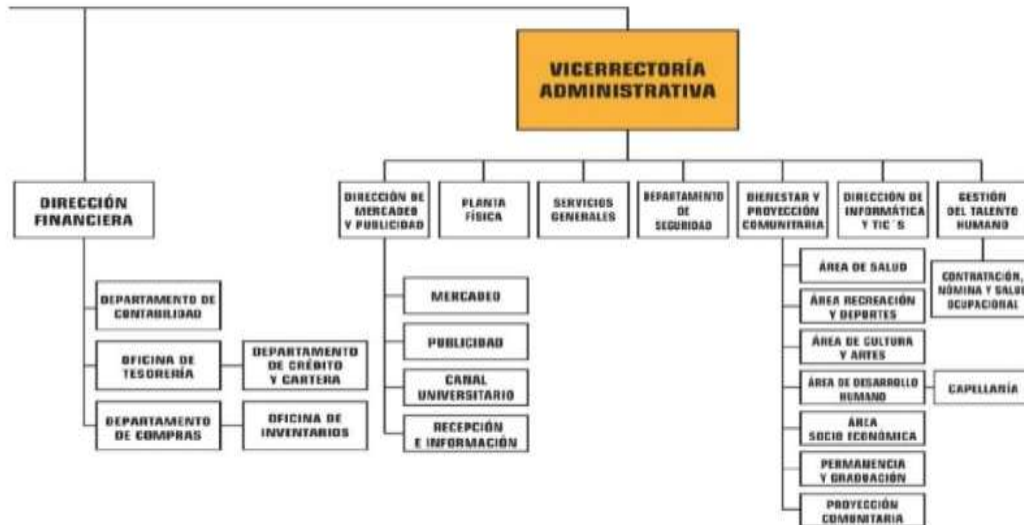 VICERRECTORÍA
ADMINISTRATIVA
DIRECCIÓN
FINANCIERA
DIRECCIÓN DE
MERCADEO
Y PUBLICIDAD
PLANTA
FÍSICA
SERVICIOS
GENERALES
DEPARTAMENTO
DE
SEGURIDAD
BIENESTAR Y
PROYECCIÓN
COMUNITARIA
DIRECCIÓN DE
INFORMÁTICA
Y TIC´S
GESTIÓN
DEL TALENTO
HUMANO
DEPARTAMENTO DE
CONTABILIDAD
OFICINA DE
TESORERÍA
DEPARTAMENTO
DE CRÉDITO
Y CARTERA
DEPARTAMENTO
DE COMPRAS
OFICINA DE
INVENTARIOS
MERCADEO
PUBLICIDAD
CANAL
UNIVERSITARIO
RECEPCIÓN
E INFORMACIÓN
ÁREA DE SALUD
ÁREA RECREACIÓN
Y DEPORTES
ÁREA DE CULTURA
Y ARTES
ÁREA DE DESARROLLO
HUMANO
CAPELLANÍA
ÁREA
SOCIO ECONÓMICA
PERMANENCIA
Y GRADUACIÓN
PROYECCIÓN
COMUNITARIA
CONTRATACIÓN,
NÓMINA Y SALUD
OCUPACIONAL